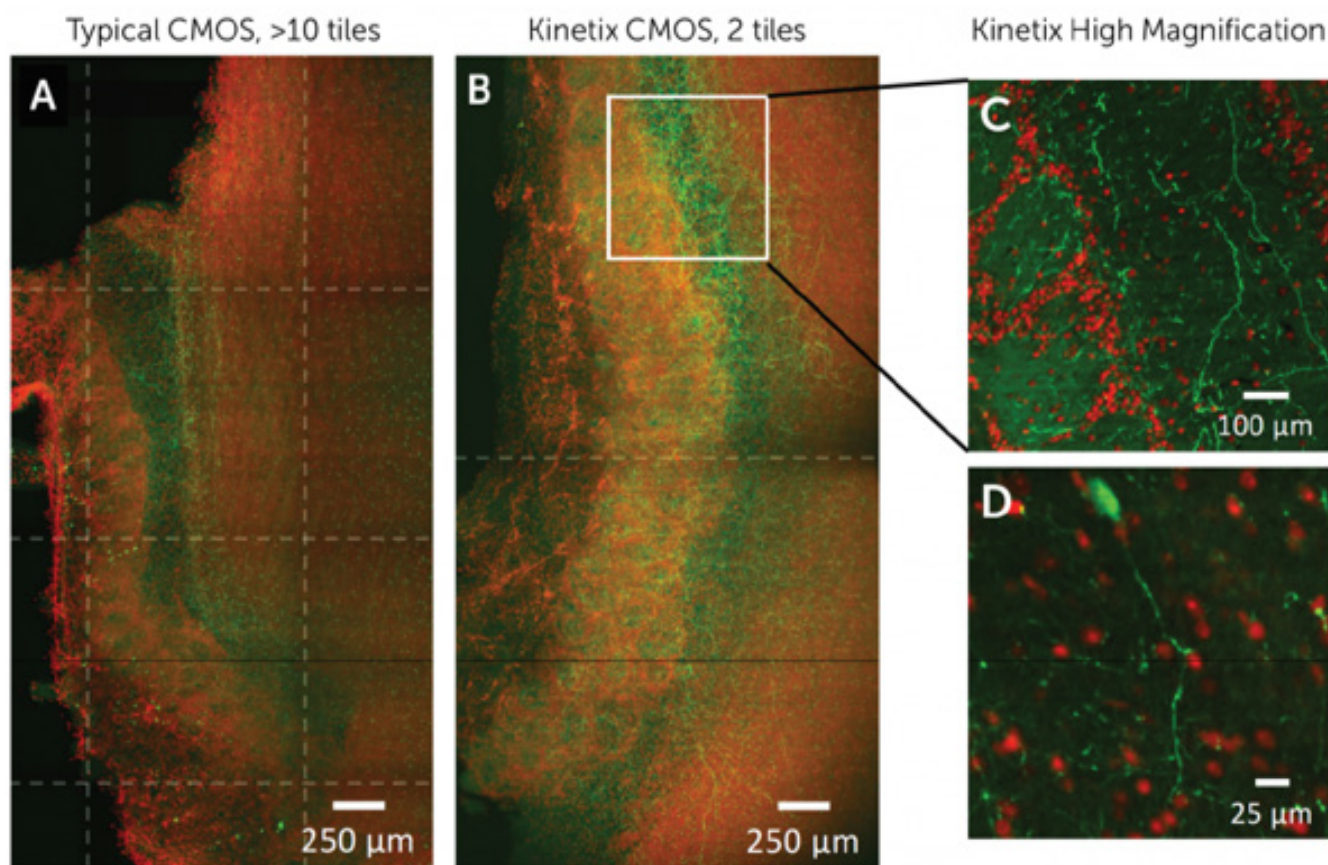 Typical CMOS, >10 tiles
Kinetix CMOS, 2 tiles
Kinetix High Magnification
A
B
C
D
250 µm
250 µm
100 µm
25 µm